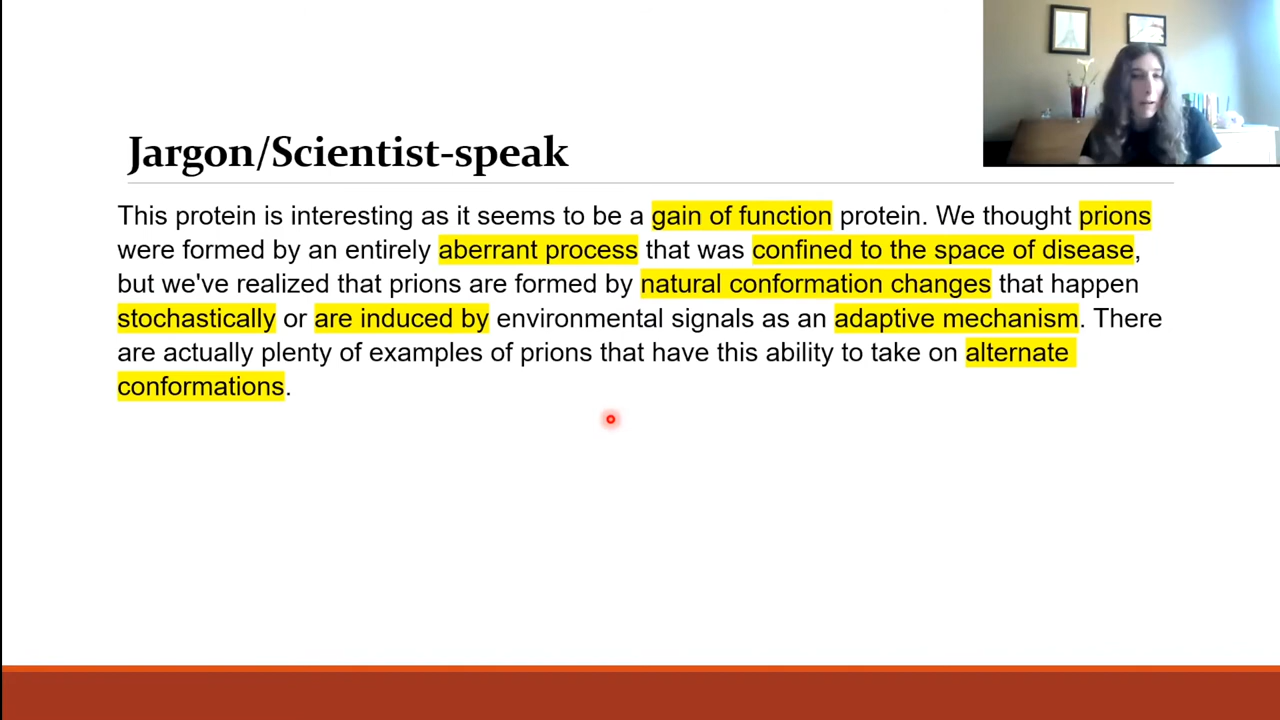 Jargon/Scientist-speak
This protein is interesting as it seems to be a gain of function protein. We thought prions
were formed by an entirely aberrant process that was confined to the space of disease,
but we've realized that prions are formed by natural conformation changes that happen
stochastically or are induced by environmental signals as an adaptive mechanism. There
are actually plenty of examples of prions that have this ability to take on alternate
conformations.